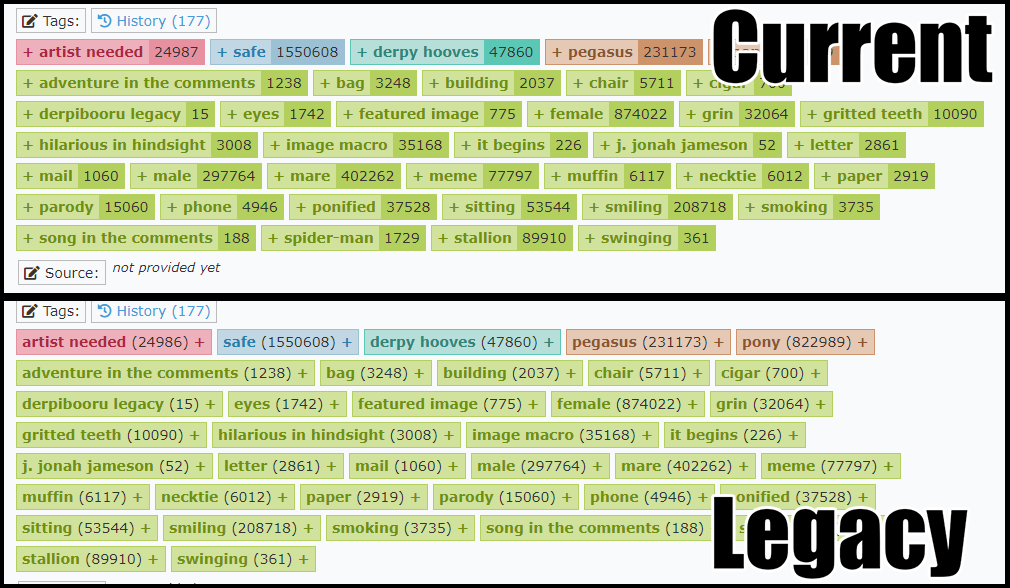 Tags: History (177)
+ artist needed 24987 + safe 1550608 + derpy hooves 47860 + pegasus 231173
Current
+ adventure in the comments 1238 + bag 3248 + building 2037 + chair 5711 + cigar 700
+ derpibooru legacy 15 + eyes 1742 + featured image 775 + female 874022 + grin 32064 + gritted teeth 10090
+ hilarious in hindsight 3008 + image macro 35168 + it begins 226 + j. jonah jameson 52 + letter 2861
+ mail 1060 + male 297764 + mare 402262 + meme 77797 + muffin 6117 + necktie 6012 + paper 2919
+ parody 15060 + phone 4946 + ponified 37528 + sitting 53544 + smiling 208718 + smoking 3735
+ song in the comments 188 + spider-man 1729 + stallion 89910 + swinging 361
Source: not provided yet
Tags: History (177)
artist needed (24986) + safe (1550608) + derpy hooves (47860) + pegasus (231173) + pony (822989) +
adventure in the comments (1238) + bag (3248) + building (2037) + chair (5711) + cigar (700) +
derpibooru legacy (15) + eyes (1742) + featured image (775) + female (874022) + grin (32064) +
gritted teeth (10090) + hilarious in hindsight (3008) + image macro (35168) + it begins (226) +
j. jonah jameson (52) + letter (2861) + mail (1060) + male (297764) + mare (402262) + meme (77797) +
muffin (6117) + necktie (6012) + paper (2919) + parody (15060) + phone (4946) + ponified (37528) +
sitting (53544) + smiling (208718) + smoking (3735) + song in the comments (188)
Legacy
stallion (89910) + swinging (361) +